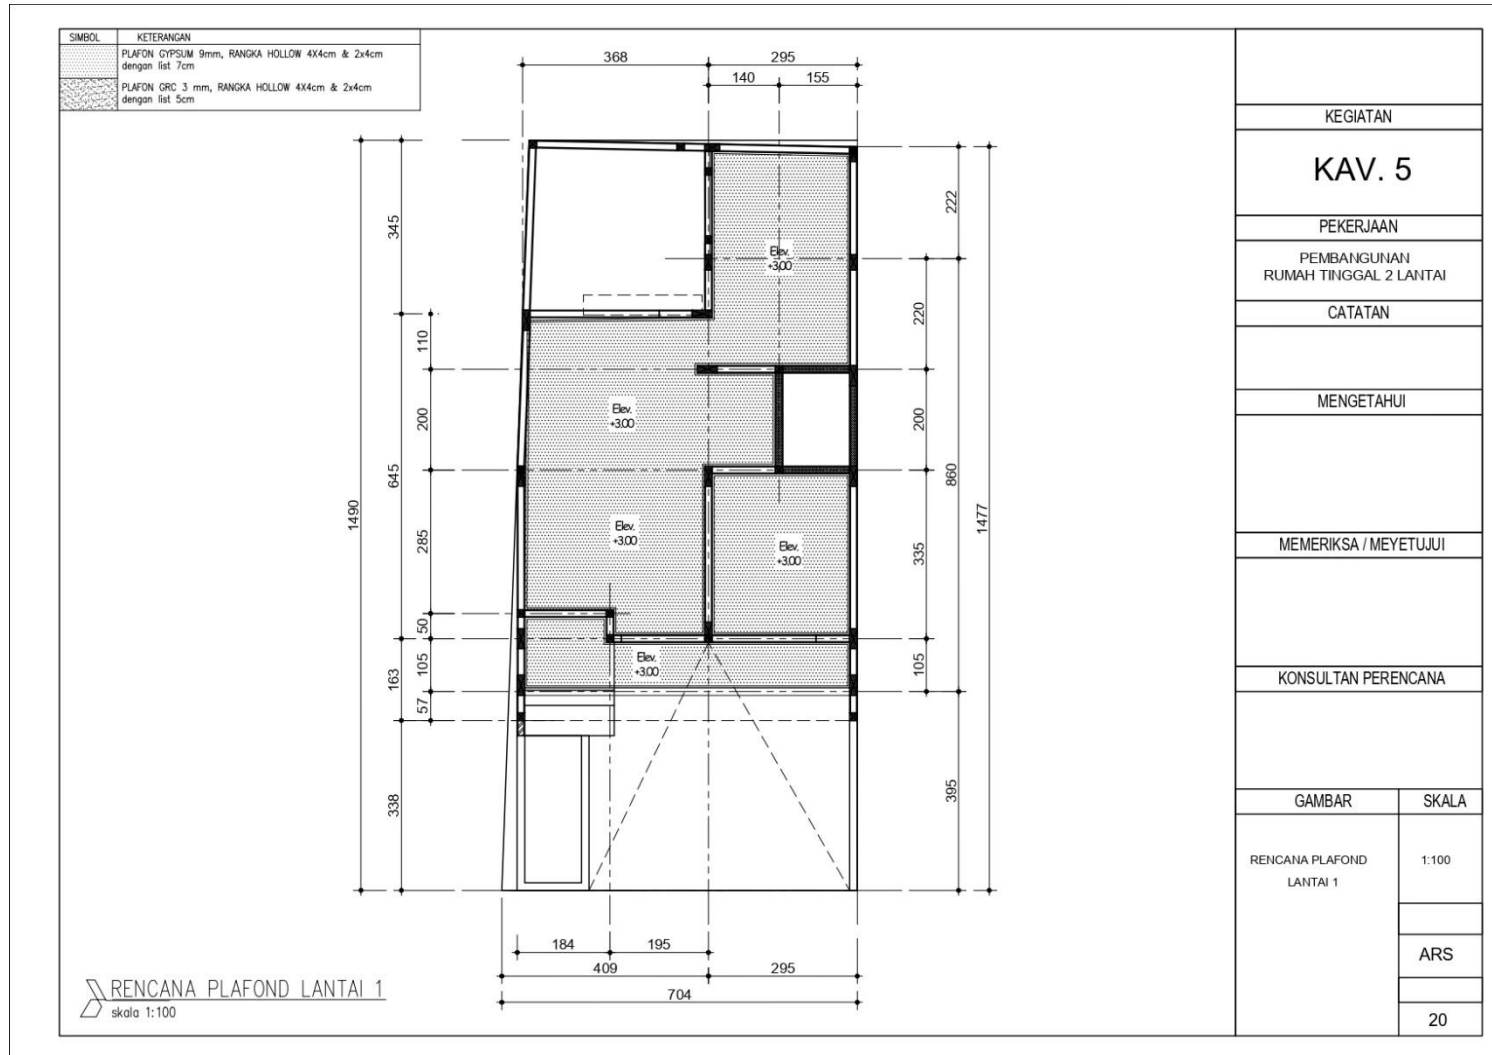 SIMBOL KETERANGAN
PLAFON GYPSUM 9mm, RANGKA HOLLOW 4X4cm & 2x4cm
dengan list 7cm
PLAFON GRC 3 mm, RANGKA HOLLOW 4X4cm & 2x4cm
dengan list 5cm
368 295
140 155
345
110
200
645
285
50
163
105
57
338
1490
222
220
200
860
335
105
395
1477
Elev.
+3.00
Elev.
+3.00
Elev.
+3.00
Elev.
+3.00
Elev.
+3.00
184 195
409 295
704
RENCANA PLAFOND LANTAI 1
skala 1:100
KEGIATAN
KAV. 5
PEKERJAAN
PEMBANGUNAN
RUMAH TINGGAL 2 LANTAI
CATATAN
MENGETAHUI
MEMERIKSA / MEYETUJUI
KONSULTAN PERENCANA
GAMBAR SKALA
RENCANA PLAFOND 1:100
LANTAI 1
ARS
20